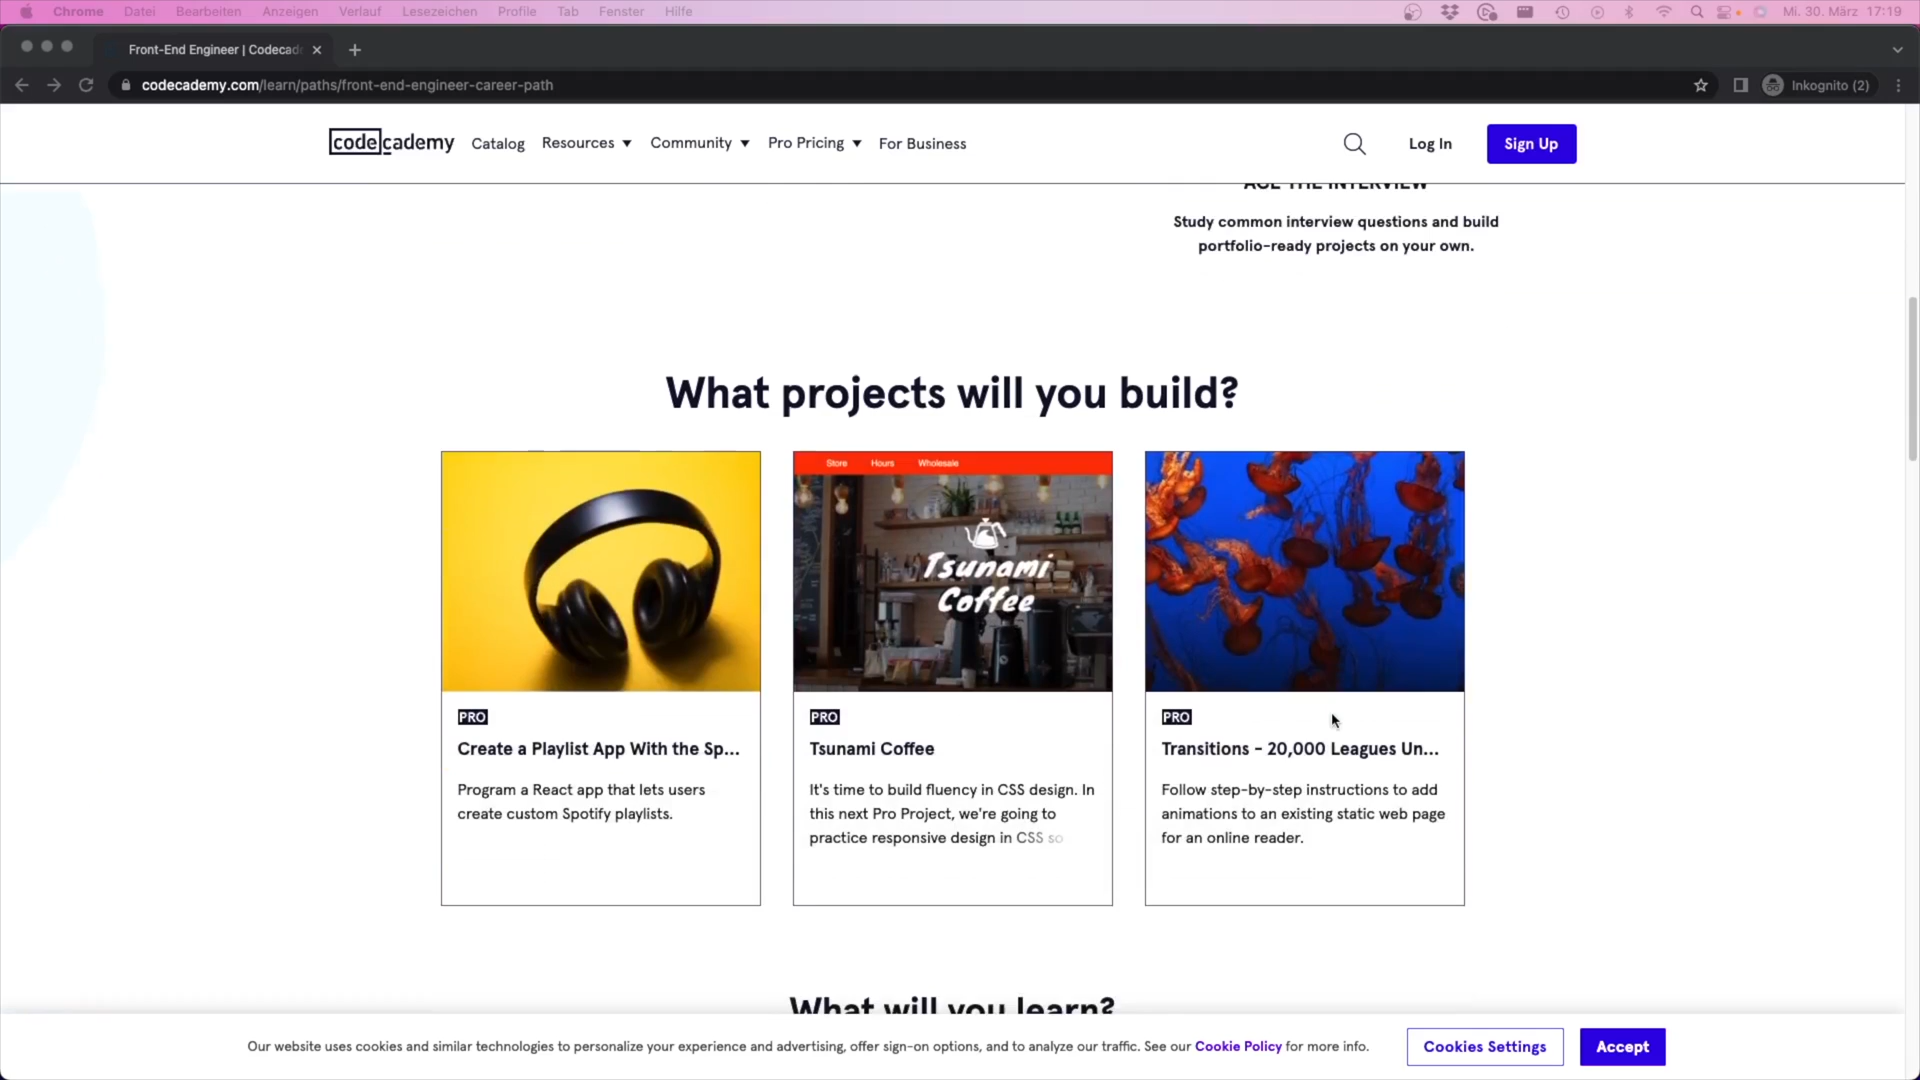 Chrome Datei Bearbeiten Anzeigen Verlauf Lesezeichen Profile Tab Fenster Hilfe Mi. 30. März 17:19
Front-End Engineer | Codecad
codecademy.com/learn/paths/front-end-engineer-career-path Inkognito (2)
codecademy Catalog Resources Community Pro Pricing For Business Log In Sign Up
ACE THE INTERVIEW
Study common interview questions and build
portfolio-ready projects on your own.
What projects will you build?
PRO
Create a Playlist App With the Sp...
Program a React app that lets users
create custom Spotify playlists.
Store Hours Wholesale
Tsunami
Coffee
PRO
Tsunami Coffee
It's time to build fluency in CSS design. In
this next Pro Project, we're going to
practice responsive design in CSS so
PRO
Transitions - 20,000 Leagues Un...
Follow step-by-step instructions to add
animations to an existing static web page
for an online reader.
What will you learn?
Our website uses cookies and similar technologies to personalize your experience and advertising, offer sign-on options, and to analyze our traffic. See our Cookie Policy for more info. Cookies Settings Accept